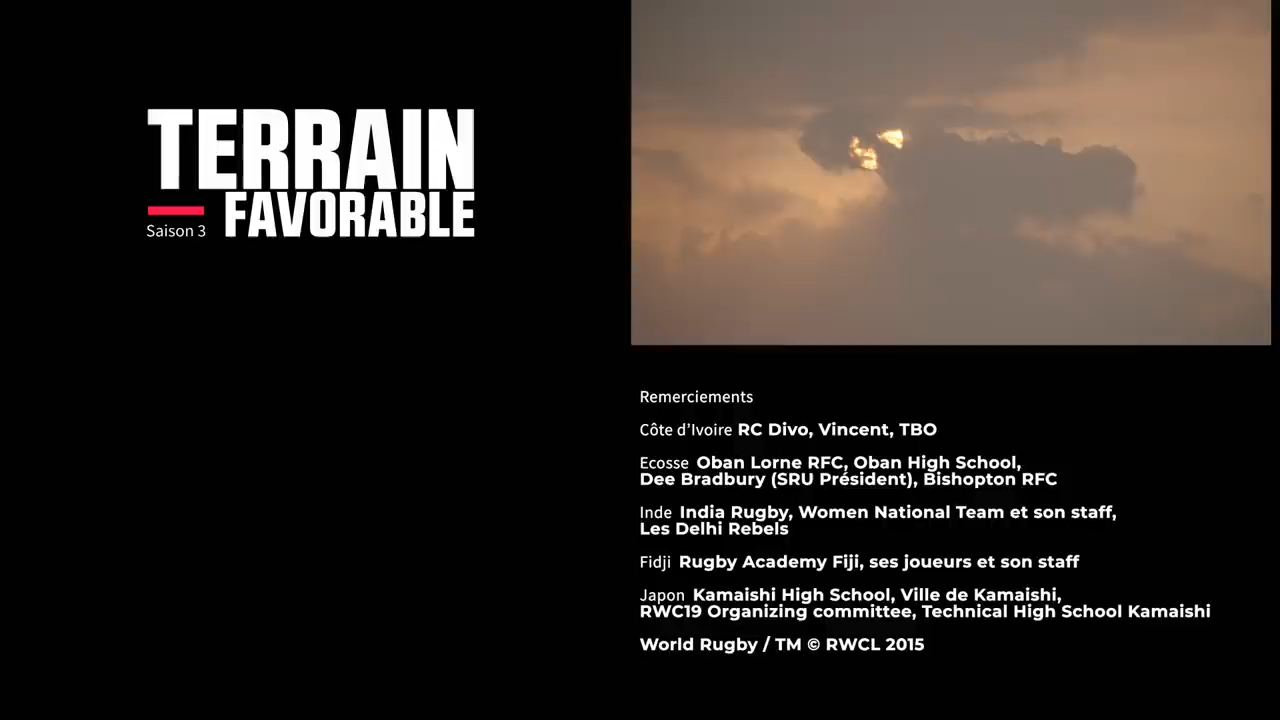 TERRAIN
FAVORABLE
Saison 3
Remerciements
Côte d'Ivoire RC Divo, Vincent, TBO
Ecosse Oban Lorne RFC, Oban High School,
Dee Bradbury (SRU Président), Bishopton RFC
Inde India Rugby, Women National Team et son staff,
Les Delhi Rebels
Fidji Rugby Academy Fiji, ses joueurs et son staff
Japon Kamaishi High School, Ville de Kamaishi,
RWC19 Organizing committee, Technical High School Kamaishi
World Rugby / TM © RWCL 2015